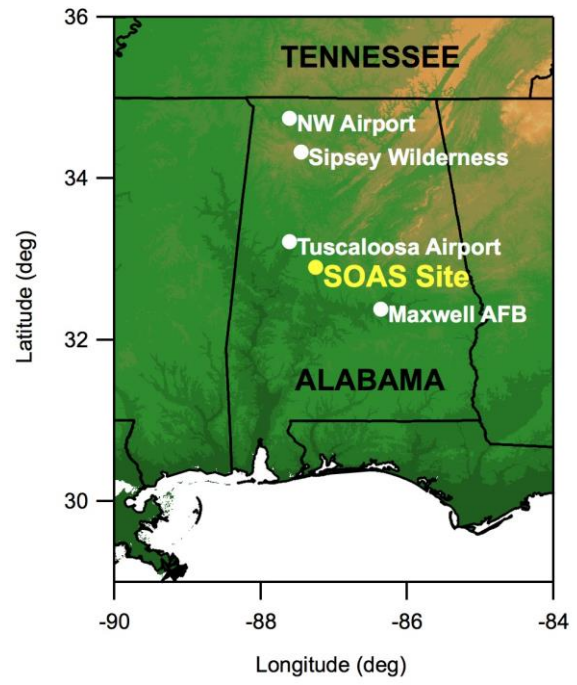 36
TENNESSEE
NW Airport
34
Sipsey Wilderness
Tuscaloosa Airport
SOAS Site
Maxwell AFB
32
ALABAMA
30
-90
-88
-86
-84
Latitude (deg)
Longitude (deg)